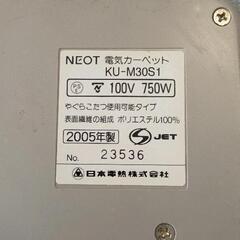 NEOT 電気カーペット
KU-M30S1
PS E 100V 750W
やぐらこたつ使用可能タイプ
表面繊維の組成 ポリエステル100%
2005年製 S JET
No. 23536
日本電熱株式会社